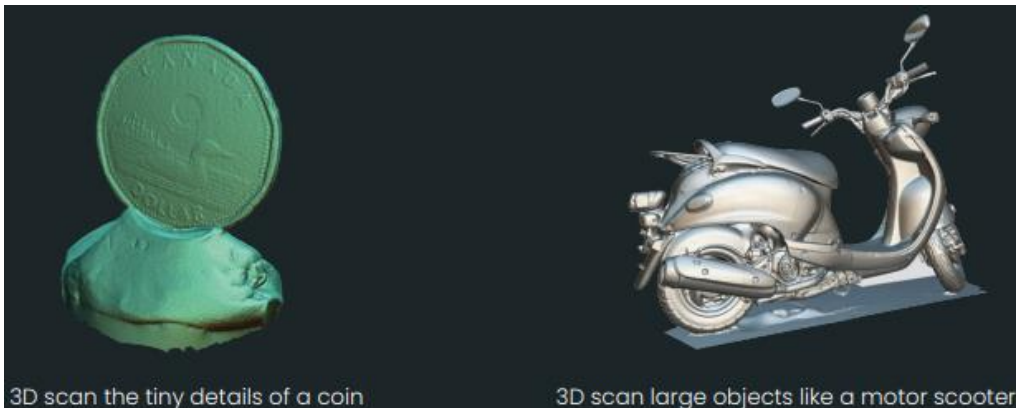 CANADA
DOLLAR
3D scan the tiny details of a coin
3D scan large objects like a motor scooter